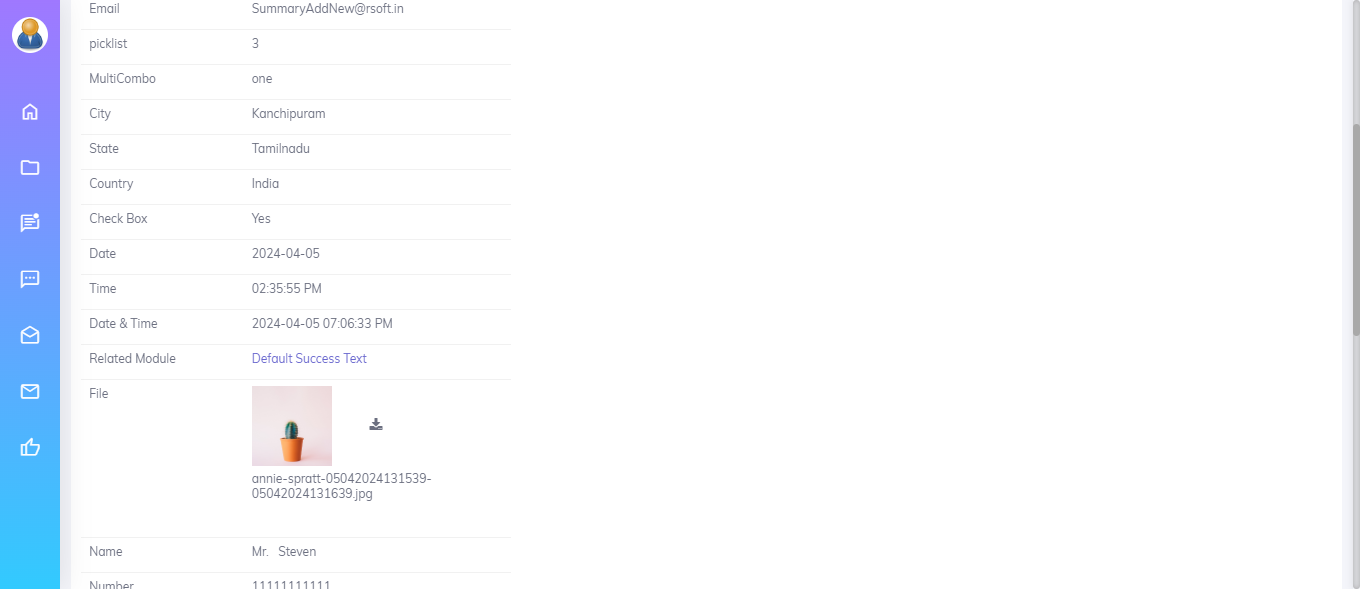 Email SummaryAddNew@rsoft.in
picklist 3
MultiCombo one
City Kanchipuram
State Tamilnadu
Country India
Check Box Yes
Date 2024-04-05
Time 02:35:55 PM
Date & Time 2024-04-05 07:06:33 PM
Related Module Default Success Text
File
annie-spratt-05042024131539-
05042024131639.jpg
Name Mr. Steven
Number 11111111111